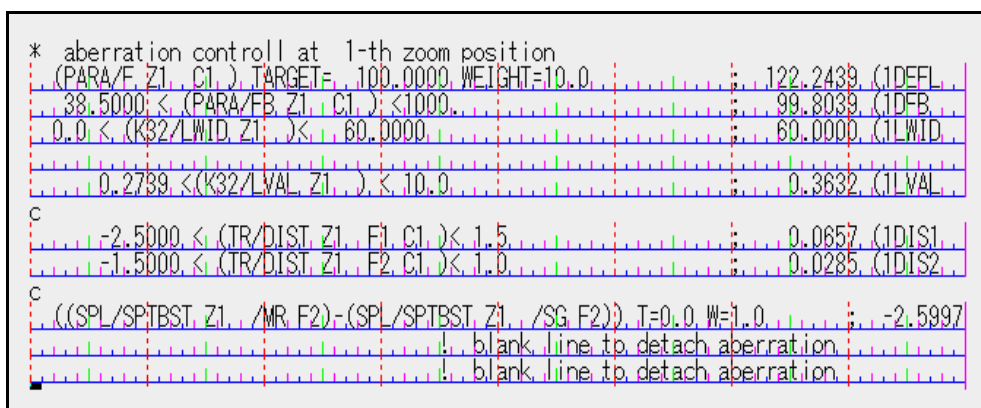 * aberration controll at 1-th zoom position
(PARA/F Z1 C1 ) TARGET= 100.0000 WEIGHT=10.0 ; 122.2439 (1DEFL
38.5000 < (PARA/FB Z1 C1 ) <1000. ; 99.8039 (1DFB
0.0 < (K32/LWID Z1 )< 60.0000 ; 60.0000 (1LWID
0.2739 <(K32/LVAL Z1 ) < 10.0 ; 0.3632 (1LVAL
C
-2.5000 < (TR/DIST Z1 F1 C1 )< 1.5 ; 0.0657 (1DIS1
-1.5000 < (TR/DIST Z1 F2 C1 )< 1.0 ; 0.0285 (1DIS2
C
((SPL/SPTBST Z1 /MR F2)-(SPL/SPTBST Z1 /SG F2)) T=0.0 W=1.0 ; -2.5997
! blank line to detach aberration
! blank line to detach aberration